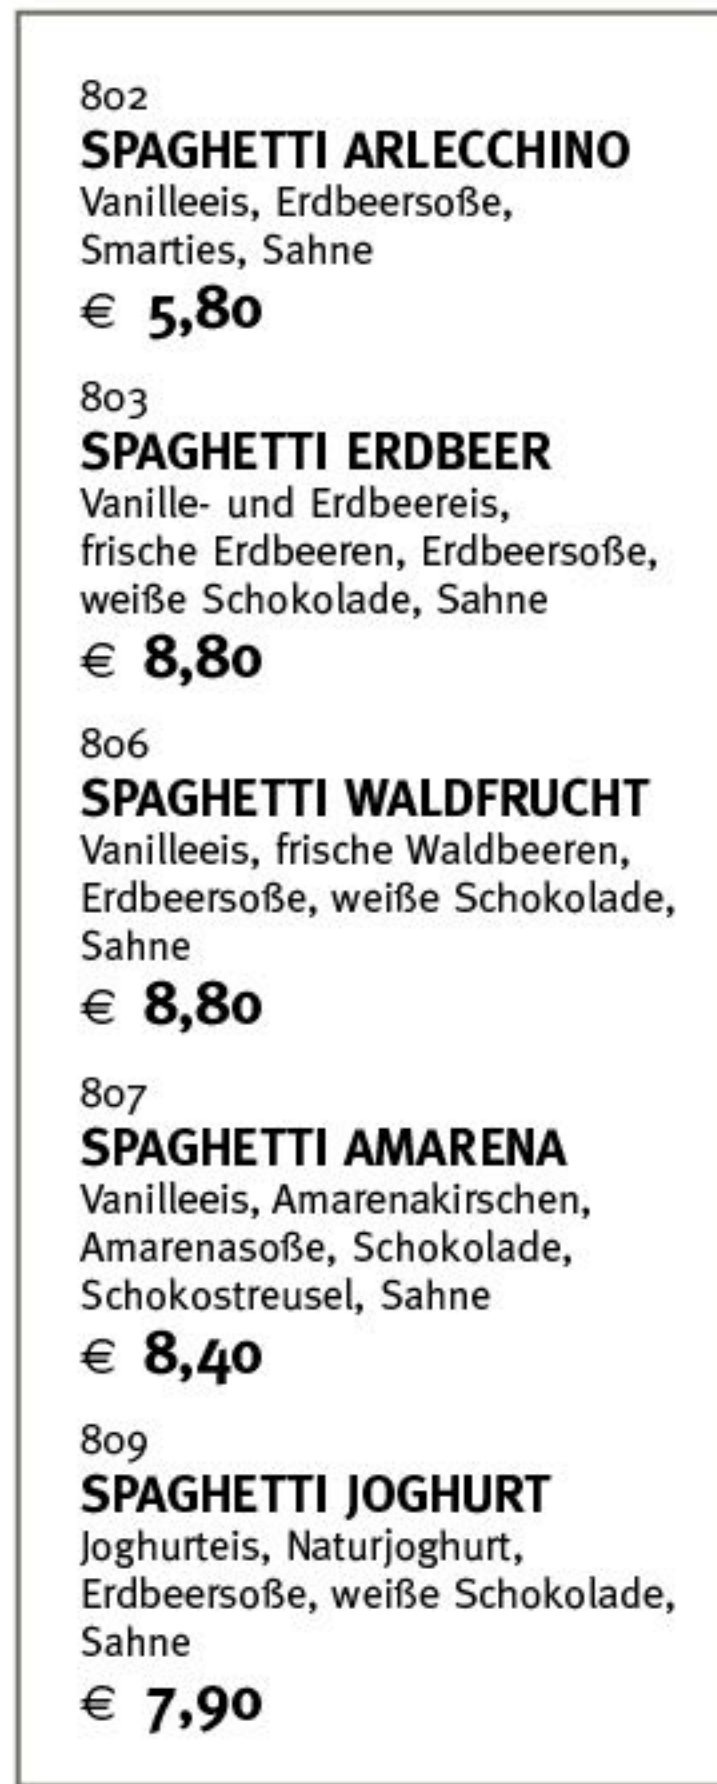 802
SPAGHETTI ARLECCHINO
Vanilleeis, Erdbeersoße,
Smarties, Sahne
€ 5,80
803
SPAGHETTI ERDBEER
Vanille- und Erdbeereis,
frische Erdbeeren, Erdbeersoße,
weiße Schokolade, Sahne
€ 8,80
806
SPAGHETTI WALDFRUCHT
Vanilleeis, frische Waldbeeren,
Erdbeersoße, weiße Schokolade,
Sahne
€ 8,80
807
SPAGHETTI AMARENA
Vanilleeis, Amarenakirschen,
Amarenasoße, Schokolade,
Schokostreusel, Sahne
€ 8,40
809
SPAGHETTI JOGHURT
Joghurteis, Naturjoghurt,
Erdbeersoße, weiße Schokolade,
Sahne
€ 7,90